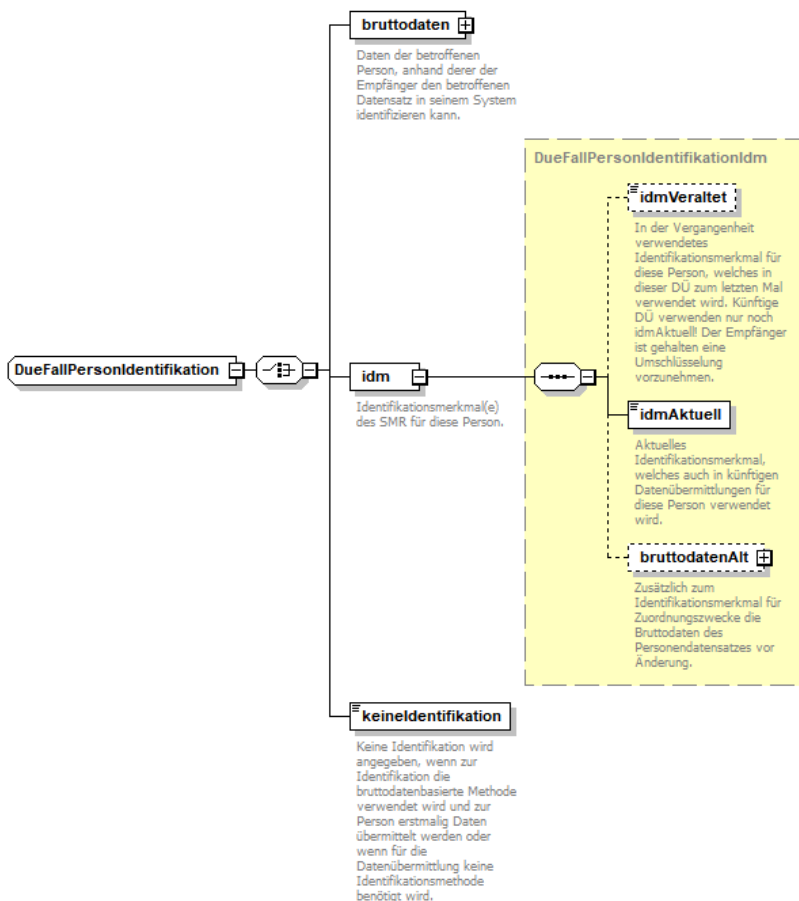 bruttodaten
Daten der betroffenen
Person, anhand derer der
Empfänger den betroffenen
Datensatz in seinem System
identifizieren kann.
DueFallPersonIdentifikationIdm
idmVeraltet
In der Vergangenheit
verwendetes
Identifikationsmerkmal für
diese Person, welches in
dieser DÜ zum letzten Mal
verwendet wird. Künftige
DÜ verwenden nur noch
idmAktuell! Der Empfänger
ist gehalten eine
Umschlüsselung
vorzunehmen.
DueFallPersonIdentifikation
idm
Identifikationsmerkmal(e)
des SMR für diese Person.
idmAktuell
Aktuelles
Identifikationsmerkmal,
welches auch in künftigen
Datenübermittlungen für
diese Person verwendet
wird.
bruttodatenAlt
Zusätzlich zum
Identifikationsmerkmal für
Zuordnungszwecke die
Bruttodaten des
Personendatensatzes vor
Änderung.
keineIdentifikation
Keine Identifikation wird
angegeben, wenn zur
Identifikation die
bruttodatenbasierte Methode
verwendet wird und zur
Person erstmalig Daten
übermittelt werden oder
wenn für die
Datenübermittlung keine
Identifikationsmethode
benötigt wird.